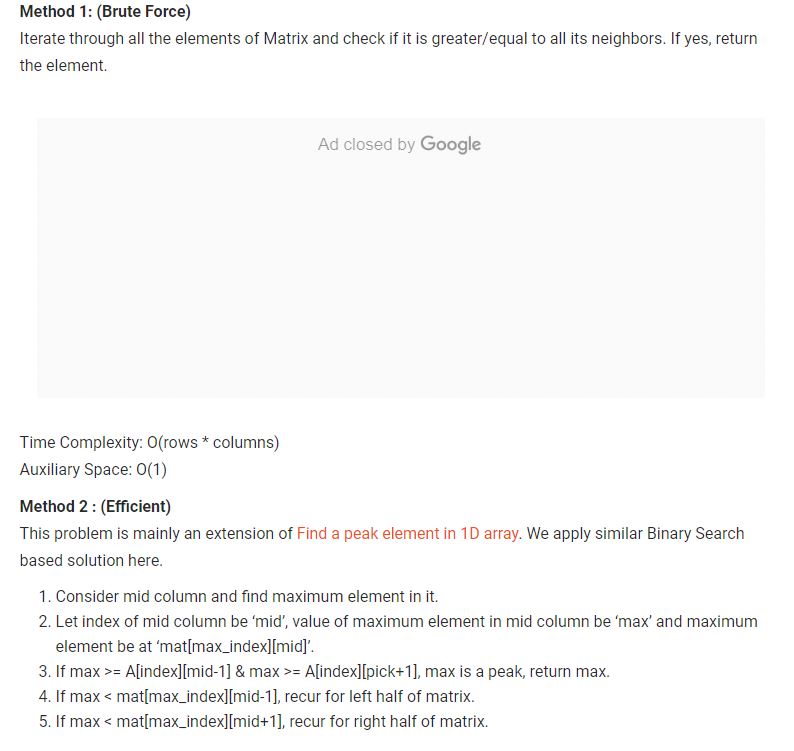 Method 1: (Brute Force)
Iterate through all the elements of Matrix and check if it is greater/equal to all its neighbors. If yes, return
the element.
Ad closed by Google
Time Complexity: O(rows * columns)
Auxiliary Space: O(1)
Method 2 : (Efficient)
This problem is mainly an extension of Find a peak element in 1D array. We apply similar Binary Search
based solution here.
1. Consider mid column and find maximum element in it.
2. Let index of mid column be ‘mid’, value of maximum element in mid column be ‘max’ and maximum
element be at ‘mat[max_index][mid]’.
3. If max >= A[index][mid-1] & max >= A[index][pick+1], max is a peak, return max.
4. If max < mat[max_index][mid-1], recur for left half of matrix.
5. If max < mat[max_index][mid+1], recur for right half of matrix.